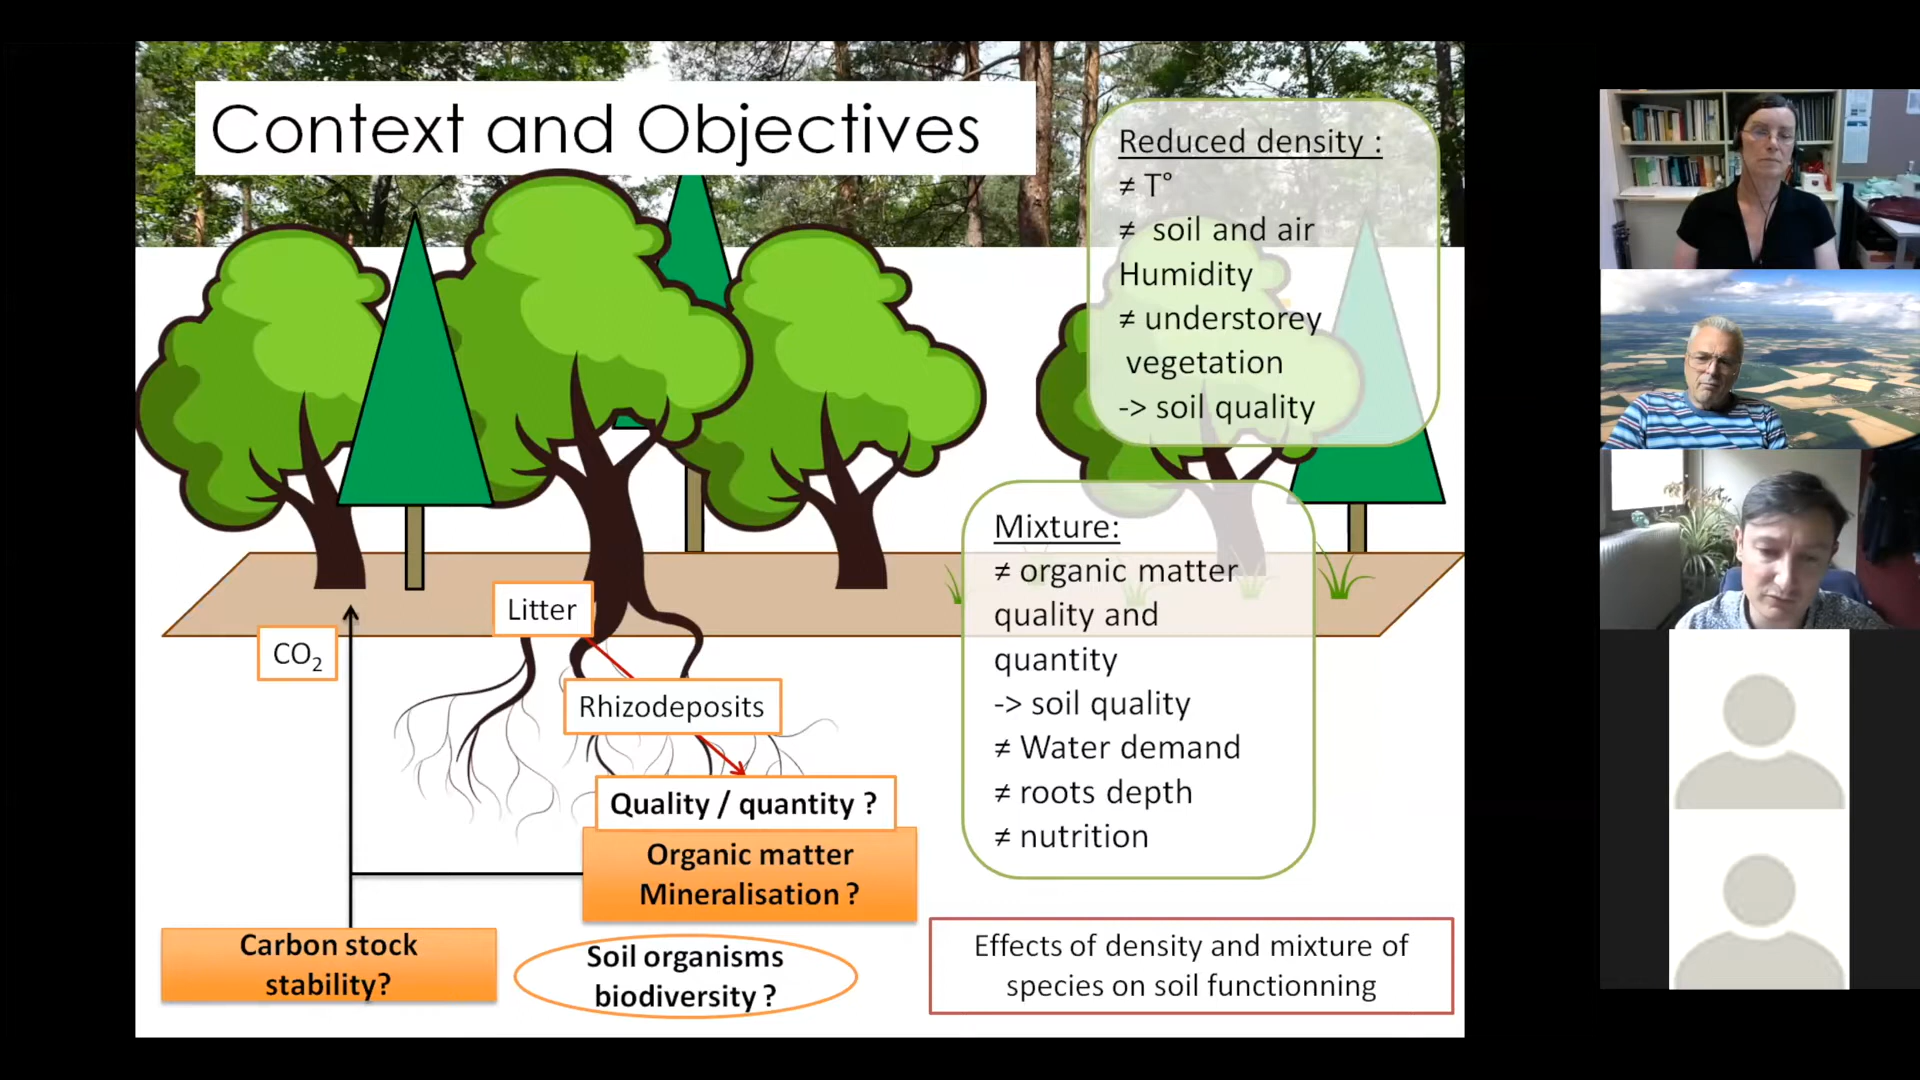 Context and Objectives
Reduced density :
≠ T°
≠ soil and air
Humidity
≠ understorey
vegetation
-> soil quality
Mixture:
≠ organic matter
quality and
quantity
-> soil quality
≠ Water demand
≠ roots depth
≠ nutrition
Litter
CO₂
Rhizodeposits
Quality / quantity ?
Organic matter
Mineralisation ?
Carbon stock
stability?
Soil organisms
biodiversity ?
Effects of density and mixture of
species on soil functionning